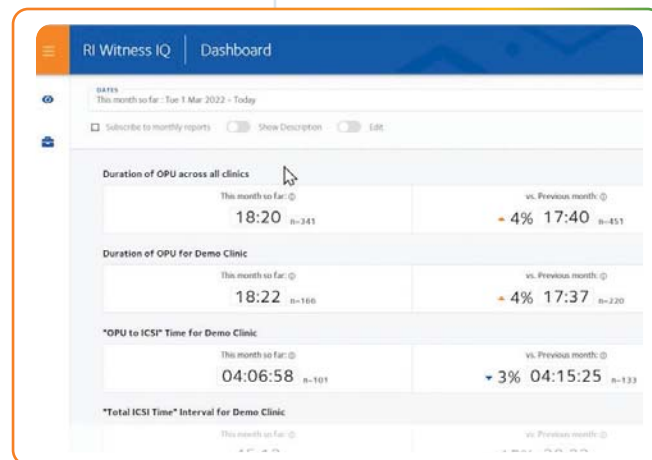 RI Witness IQ | Dashboard
DATES
This month so far : Tue 1 Mar 2022 - Today
Subscribe to monthly reports Show Description Edit
Duration of OPU across all clinics
This month so far: vs. Previous month:
18:20 n=341 4% 17:40 n=451
Duration of OPU for Demo Clinic
This month so far: vs. Previous month:
18:22 n=166 4% 17:37 n=220
"OPU to ICSI" Time for Demo Clinic
This month so far: vs. Previous month:
04:06:58 n=101 3% 04:15:25 n=133
"Total ICSI Time" Interval for Demo Clinic
This month so far: vs. Previous month: